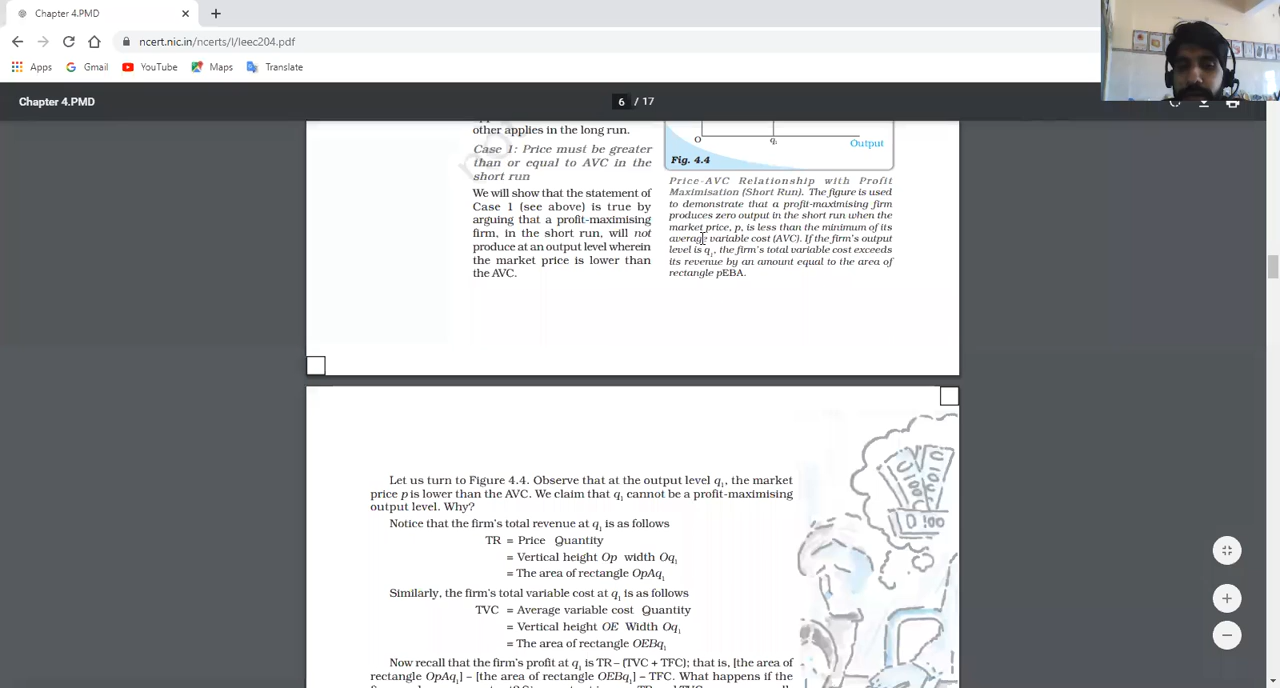 Chapter 4.PMD
ncert.nic.in/ncerts/l/leec204.pdf
Apps Gmail YouTube Maps Translate
Chapter 4.PMD
6 / 17
other applies in the long run.
Case 1: Price must be greater
than or equal to AVC in the
short run
We will show that the statement of
Case 1 (see above) is true by
arguing that a profit-maximising
firm, in the short run, will not
produce at an output level wherein
the market price is lower than
the AVC.
O q1 Output
Fig. 4.4
Price-AVC Relationship with Profit
Maximisation (Short Run). The figure is used
to demonstrate that a profit-maximising firm
produces zero output in the short run when the
market price, p, is less than the minimum of its
average variable cost (AVC). If the firm's output
level is q1, the firm's total variable cost exceeds
its revenue by an amount equal to the area of
rectangle pEBA.
Let us turn to Figure 4.4. Observe that at the output level q1, the market
price p is lower than the AVC. We claim that q1 cannot be a profit-maximising
output level. Why?
Notice that the firm's total revenue at q1 is as follows
TR = Price Quantity
= Vertical height Op width Oq1
= The area of rectangle OpAq1
Similarly, the firm's total variable cost at q1 is as follows
TVC = Average variable cost Quantity
= Vertical height OE Width Oq1
= The area of rectangle OEBq1
Now recall that the firm's profit at q1 is TR – (TVC + TFC); that is, [the area of
rectangle OpAq1] – [the area of rectangle OEBq1] – TFC. What happens if the